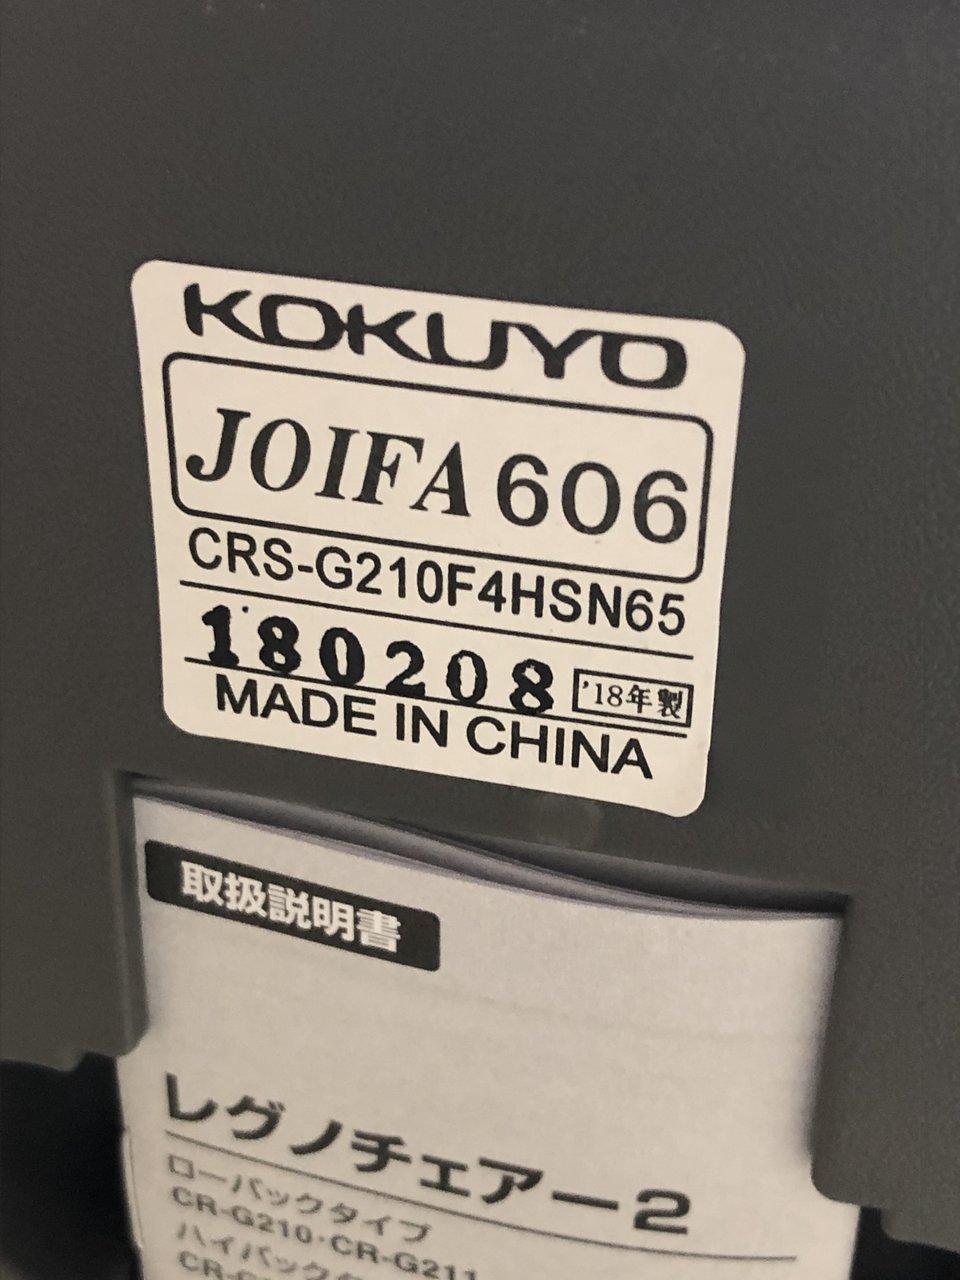 KOKUYO
JOIFA 606
CRS-G210F4HSN65
180208 '18年製
MADE IN CHINA
取扱説明書
レグノチェアー2
ローバックタイプ
CR-G210・CR-G211
ハイバック